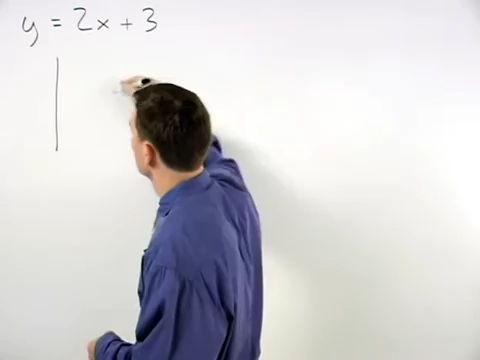 y = 2x + 3